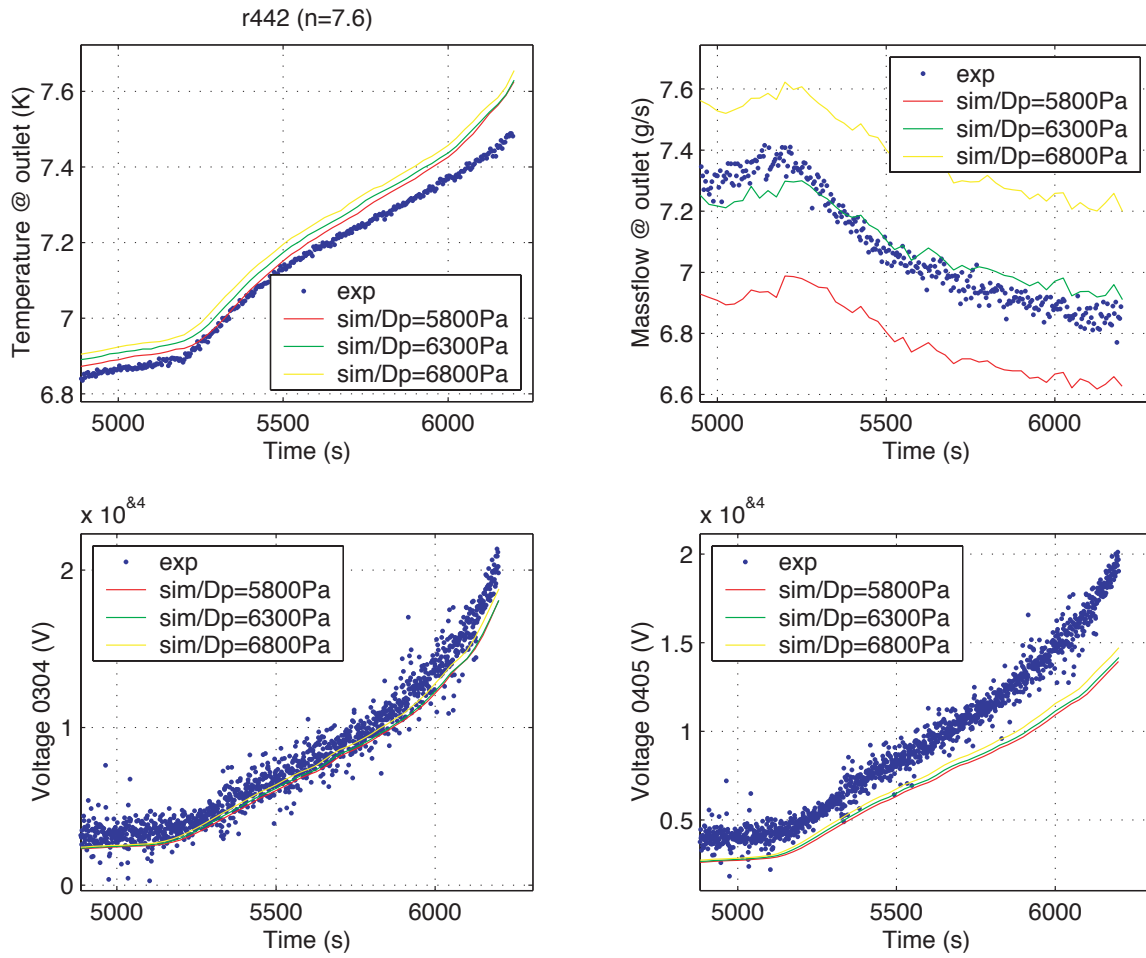 r442 (n=7.6)
7.6
7.4
7.2
7
6.8
Temperature @ outlet (K)
exp
sim/Dp=5800Pa
sim/Dp=6300Pa
sim/Dp=6800Pa
5000
5500
6000
Time (s)
7.6
7.4
7.2
7
6.8
6.6
Massflow @ outlet (g/s)
exp
sim/Dp=5800Pa
sim/Dp=6300Pa
sim/Dp=6800Pa
5000
5500
6000
Time (s)
x 10&4
2
1
0
Voltage 0304 (V)
exp
sim/Dp=5800Pa
sim/Dp=6300Pa
sim/Dp=6800Pa
5000
5500
6000
Time (s)
x 10&4
2
1.5
1
0.5
Voltage 0405 (V)
exp
sim/Dp=5800Pa
sim/Dp=6300Pa
sim/Dp=6800Pa
5000
5500
6000
Time (s)